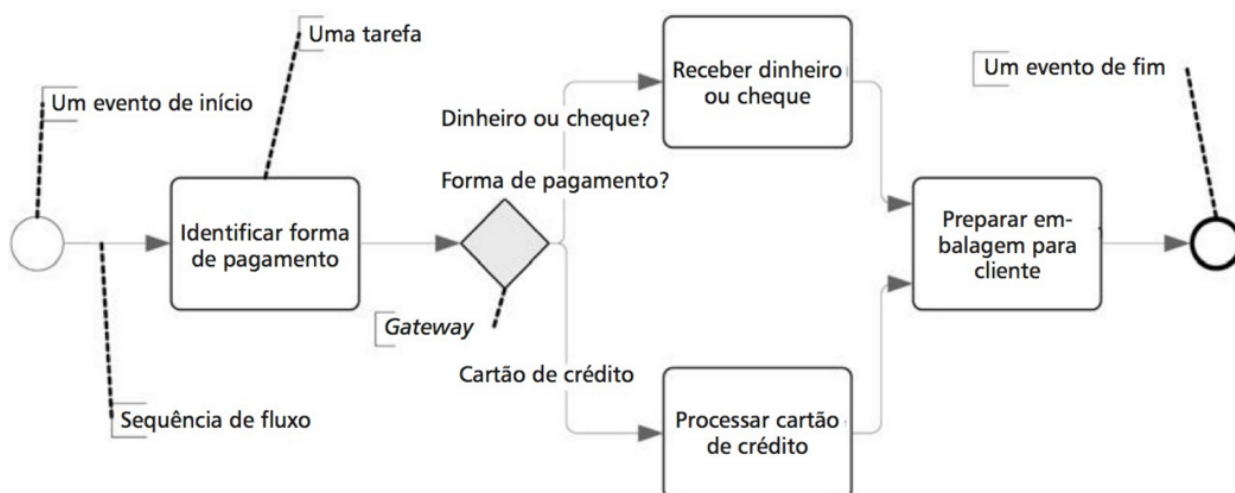 Uma tarefa
Um evento de início
Receber dinheiro
ou cheque
Um evento de fim
Dinheiro ou cheque?
Forma de pagamento?
Identificar forma
de pagamento
Preparar em-
balagem para
cliente
Gateway
Cartão de crédito
Sequência de fluxo
Processar cartão
de crédito